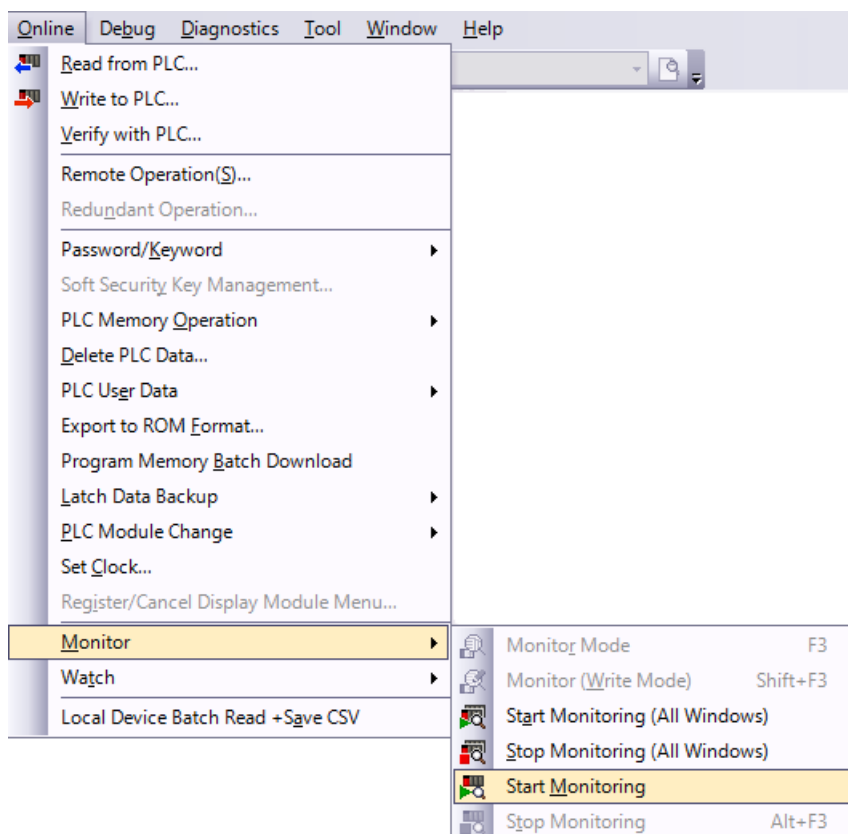 Online Debug Diagnostics Tool Window Help
Read from PLC...
Write to PLC...
Verify with PLC...
Remote Operation(S)...
Redundant Operation...
Password/Keyword
Soft Security Key Management...
PLC Memory Operation
Delete PLC Data...
PLC User Data
Export to ROM Format...
Program Memory Batch Download
Latch Data Backup
PLC Module Change
Set Clock...
Register/Cancel Display Module Menu...
Monitor
Watch
Local Device Batch Read +Save CSV
Monitor Mode F3
Monitor (Write Mode) Shift+F3
Start Monitoring (All Windows)
Stop Monitoring (All Windows)
Start Monitoring
Stop Monitoring Alt+F3